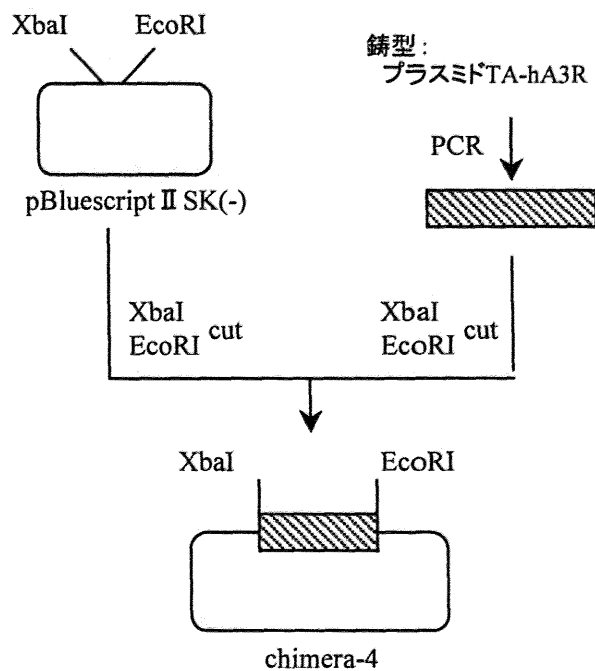 XbaI EcoRI
鋳型：
プラスミドTA-hA3R
PCR
pBluescript II SK(-)
XbaI
EcoRI cut
XbaI
EcoRI cut
XbaI EcoRI
chimera-4